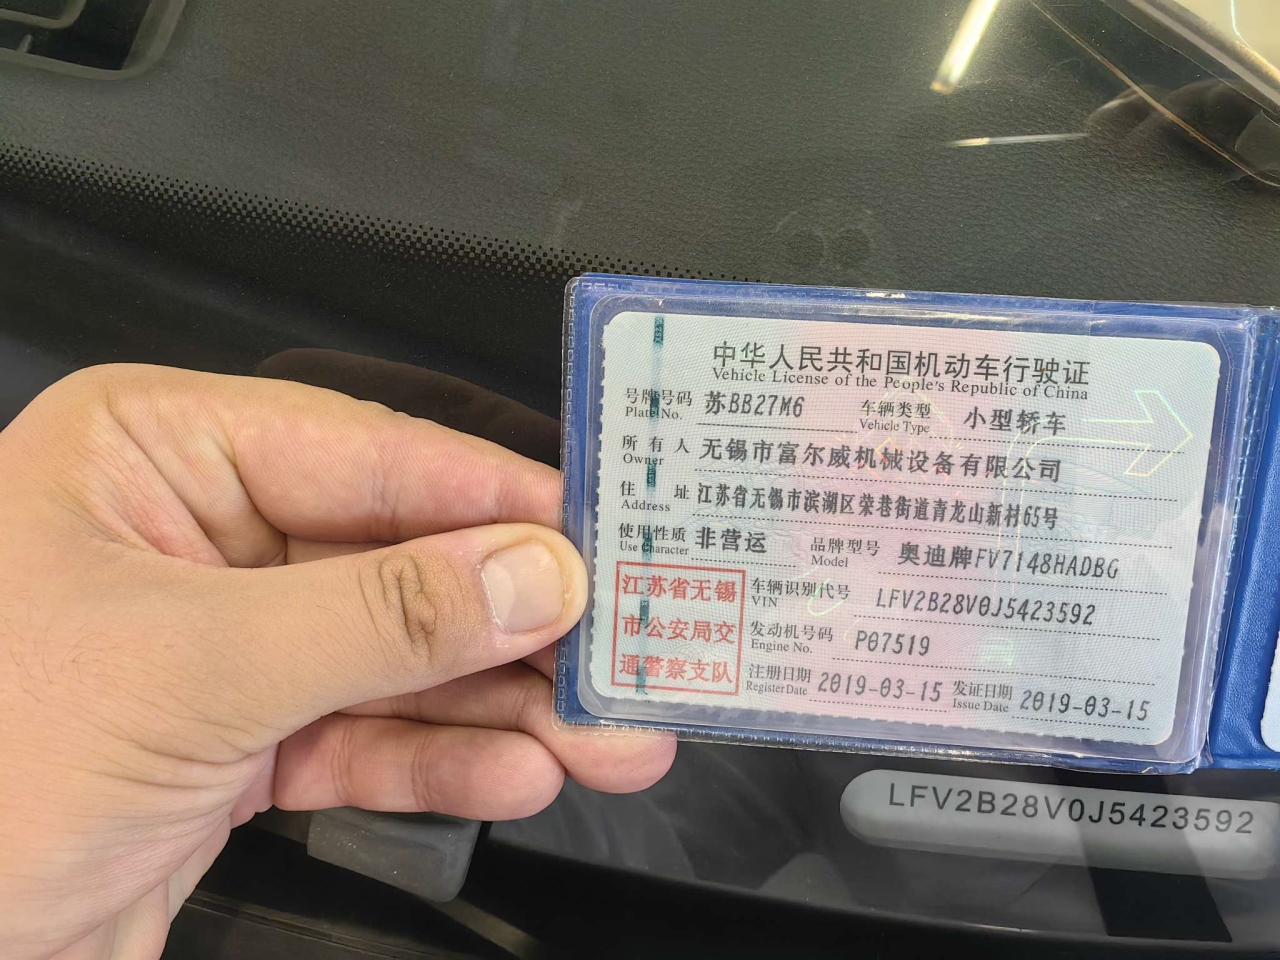 中华人民共和国机动车行驶证
Vehicle License of the People's Republic of China
号牌号码 苏BB27M6 车辆类型 小型轿车
Plate No. Vehicle Type
所有人 无锡市富尔威机械设备有限公司
Owner
住址 江苏省无锡市滨湖区荣巷街道青龙山新村65号
Address
使用性质 非营运 品牌型号 奥迪牌FV7148HADBG
Use Character Model
江苏省无锡
市公安局交
通警察支队
车辆识别代号 LFV2B28V0J5423592
VIN
发动机号码 P07519
Engine No.
注册日期 2019-03-15 发证日期 2019-03-15
Register Date Issue Date
LFV2B28V0J5423592